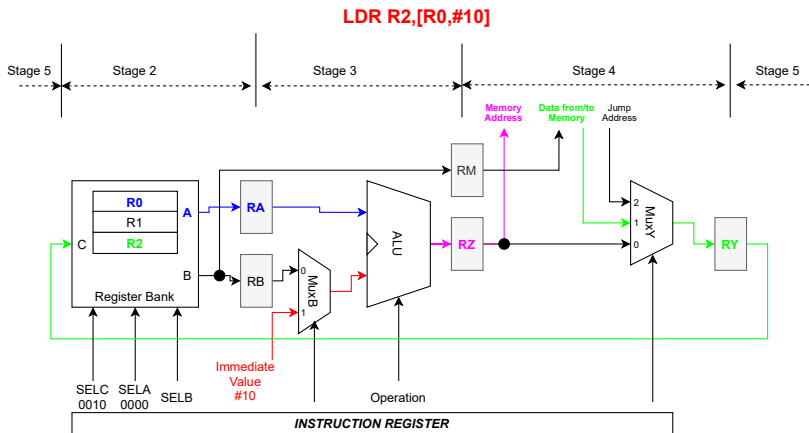 LDR R2,[R0,#10]
Stage 5
Stage 2
Stage 3
Stage 4
Stage 5
Memory
Address
Data from/to
Memory
Jump
Address
R0
R1
R2
A
B
C
Register Bank
RA
RB
RM
0
MuxB
1
ALU
RZ
2
1
0
MuxY
RY
SELC
0010
SELA
0000
SELB
Immediate
Value
#10
Operation
INSTRUCTION REGISTER